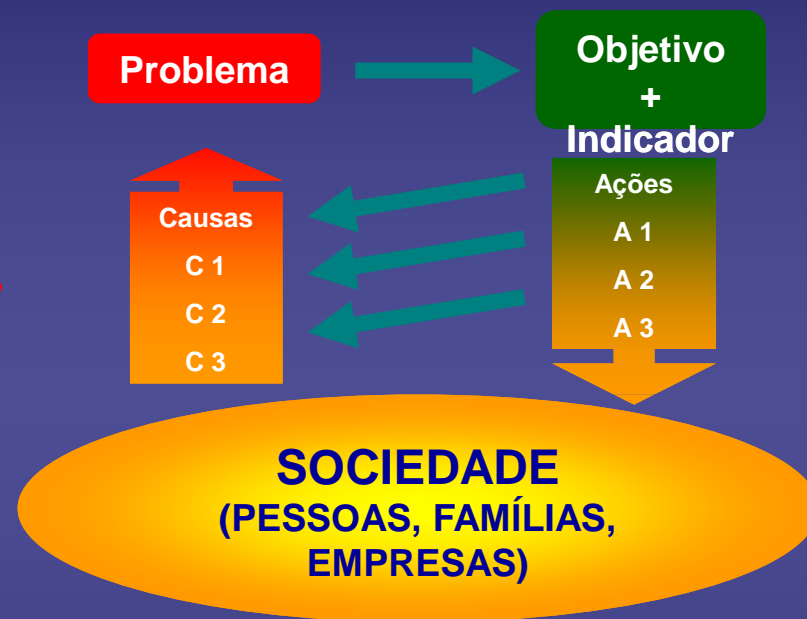 Problema
Objetivo
+
Indicador
Causas
C 1
C 2
C 3
Ações
A 1
A 2
A 3
SOCIEDADE
(PESSOAS, FAMÍLIAS,
EMPRESAS)